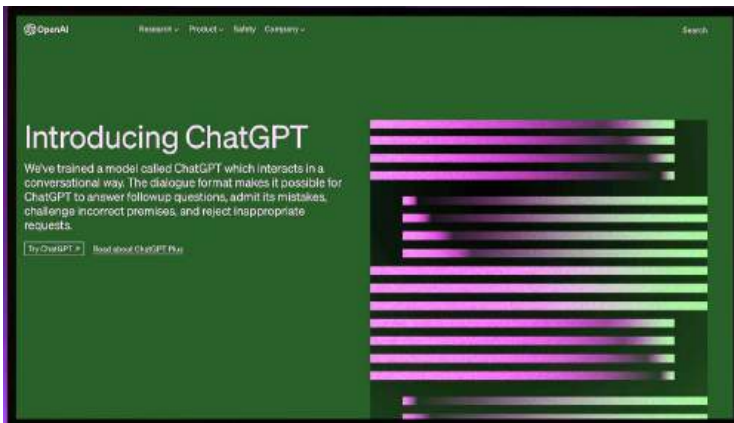 OpenAI
Research Product Safety Company
Search
Introducing ChatGPT
We've trained a model called ChatGPT which interacts in a
conversational way. The dialogue format makes it possible for
ChatGPT to answer followup questions, admit its mistakes,
challenge incorrect premises, and reject inappropriate
requests.
Try ChatGPT ↗
Read about ChatGPT Plus